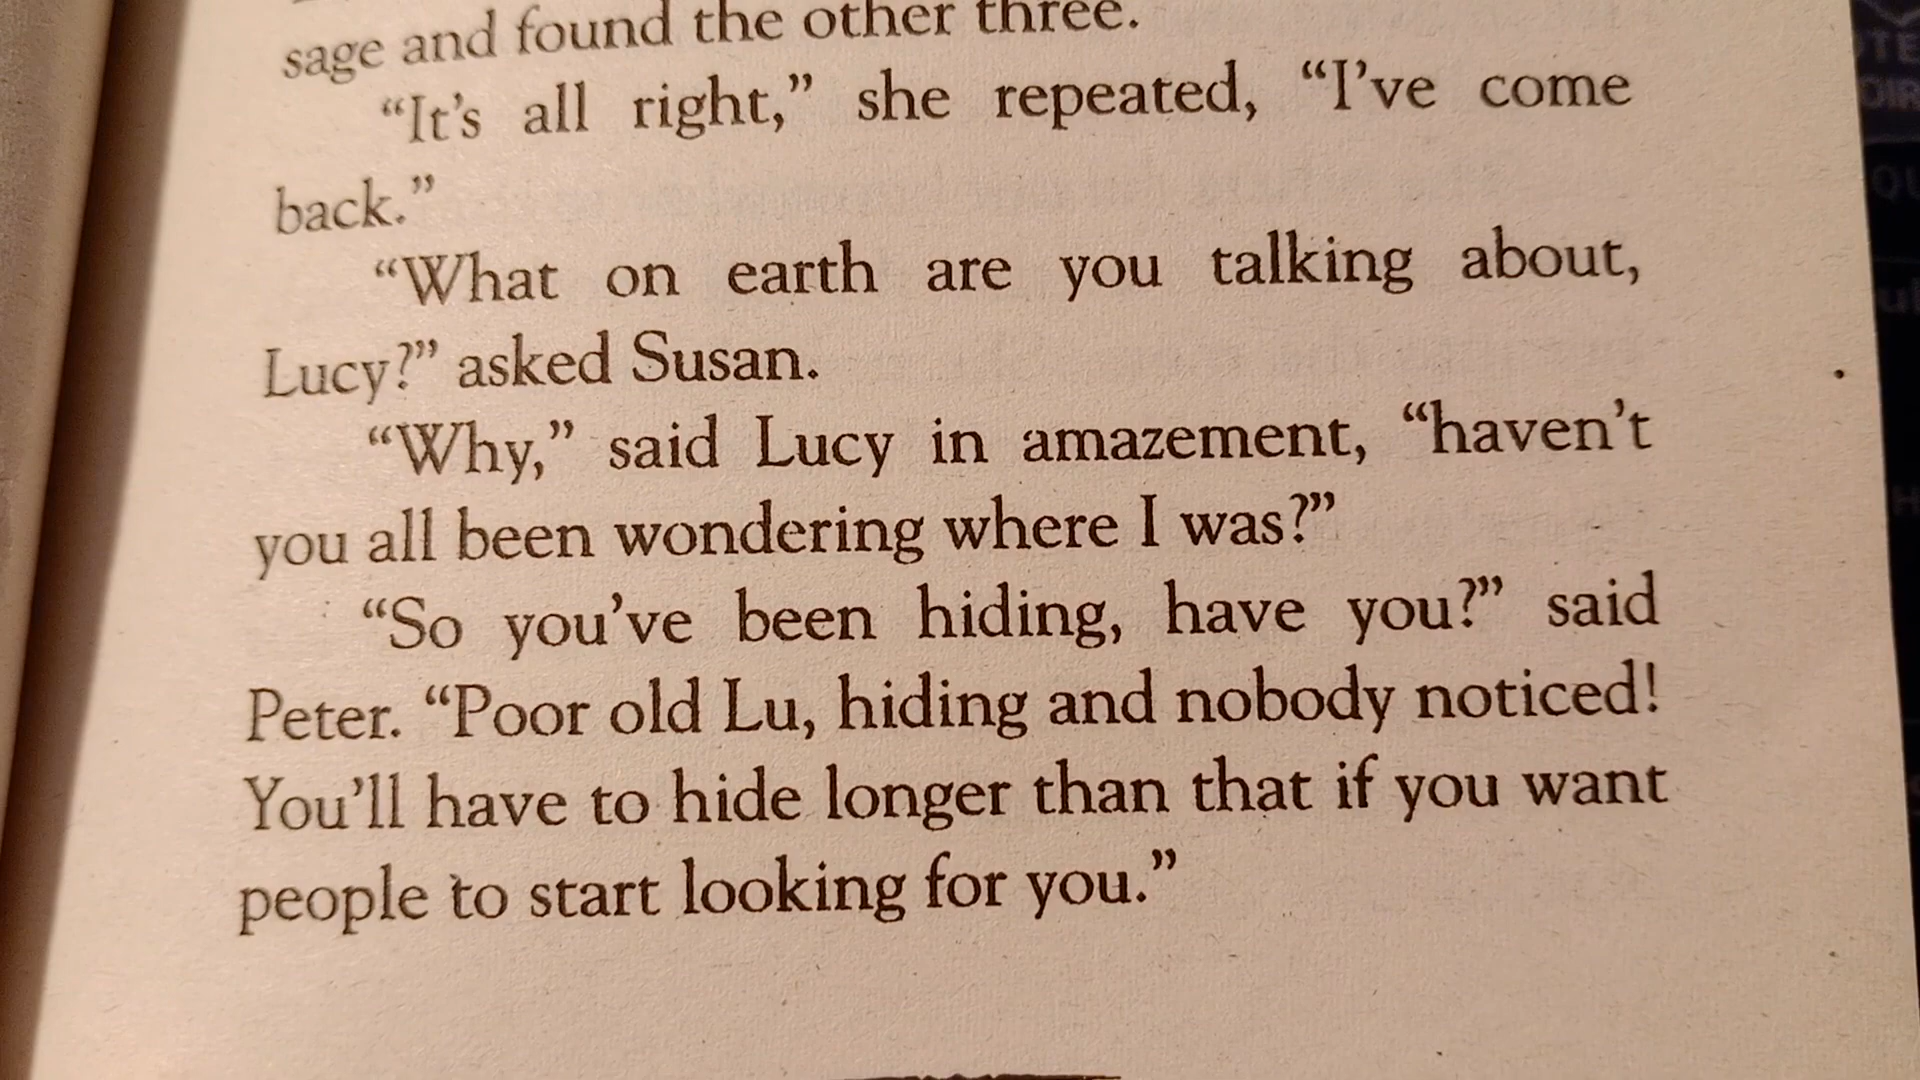 sage and found the other three.
“It’s all right,” she repeated, “I’ve come
back.”
“What on earth are you talking about,
Lucy?” asked Susan.
“Why,” said Lucy in amazement, “haven’t
you all been wondering where I was?”
“So you’ve been hiding, have you?” said
Peter. “Poor old Lu, hiding and nobody noticed!
You’ll have to hide longer than that if you want
people to start looking for you.”